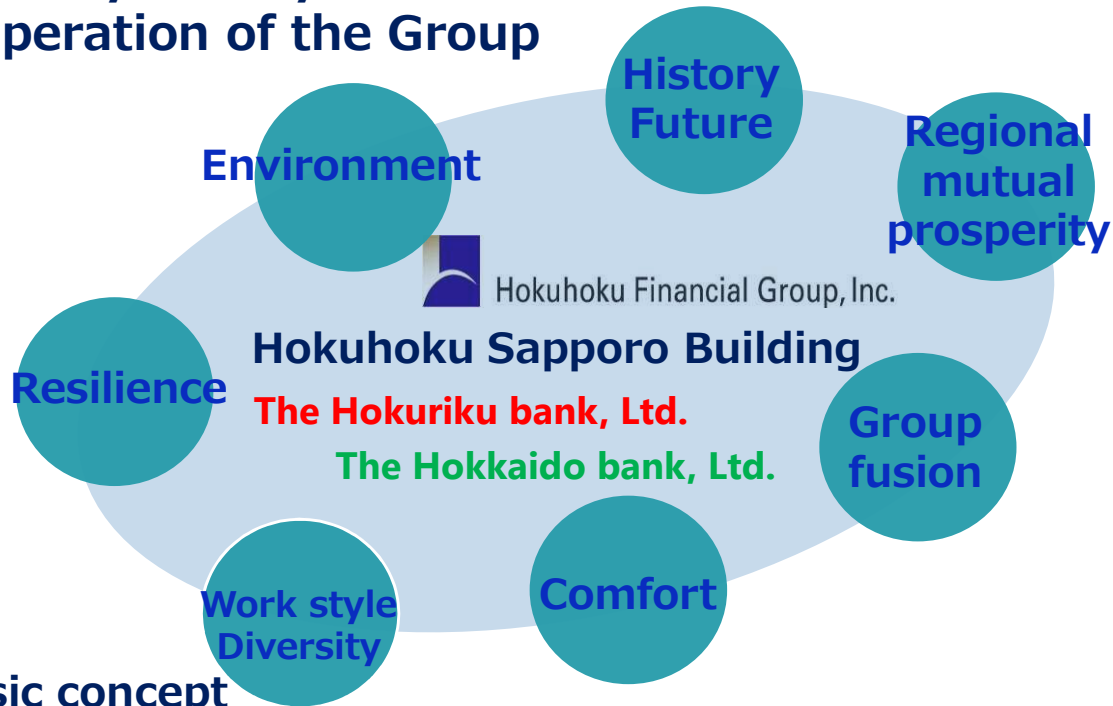 peration of the Group
History
Future
Regional
mutual
prosperity
Environment
Hokuhoku Financial Group, Inc.
Hokuhoku Sapporo Building
Resilience
The Hokuriku bank, Ltd.
Group
fusion
The Hokkaido bank, Ltd.
Comfort
Work style
Diversity
sic concept